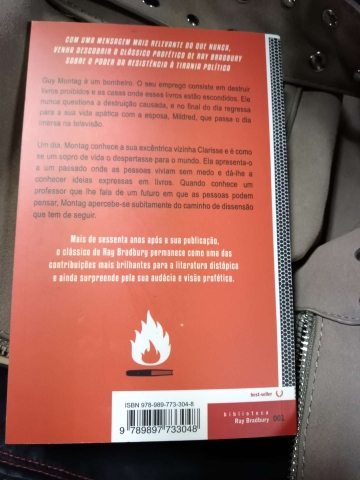 COM UMA MENSAGEM MAIS RELEVANTE DO QUE NUNCA,
VENHA DESCOBRIR O CLÁSSICO PROFÉTICO DE RAY BRADBURY
SOBRE O PODER DA RESISTÊNCIA À TIRANIA POLÍTICA
Guy Montag é um bombeiro. O seu emprego consiste em destruir
livros proibidos e as casas onde esses livros estão escondidos. Ele
nunca questiona a destruição causada, e no final do dia regressa
para a sua vida apática com a esposa, Mildred, que passa o dia
imersa na televisão.
Um dia, Montag conhece a sua excêntrica vizinha Clarisse e é como
se um sopro de vida o despertasse para o mundo. Ela apresenta-o
a um passado onde as pessoas viviam sem medo e dá-lhe a
conhecer ideias expressas em livros. Quando conhece um
professor que lhe fala de um futuro em que as pessoas podem
pensar, Montag apercebe-se subitamente do caminho de dissensão
que tem de seguir.
Mais de sessenta anos após a sua publicação,
o clássico de Ray Bradbury permanece como uma das
contribuições mais brilhantes para a literatura distópica
e ainda surpreende pela sua audácia e visão profética.
best-seller
ISBN 978-989-773-304-8
9 789897 733048
biblioteca
Ray Bradbury 001